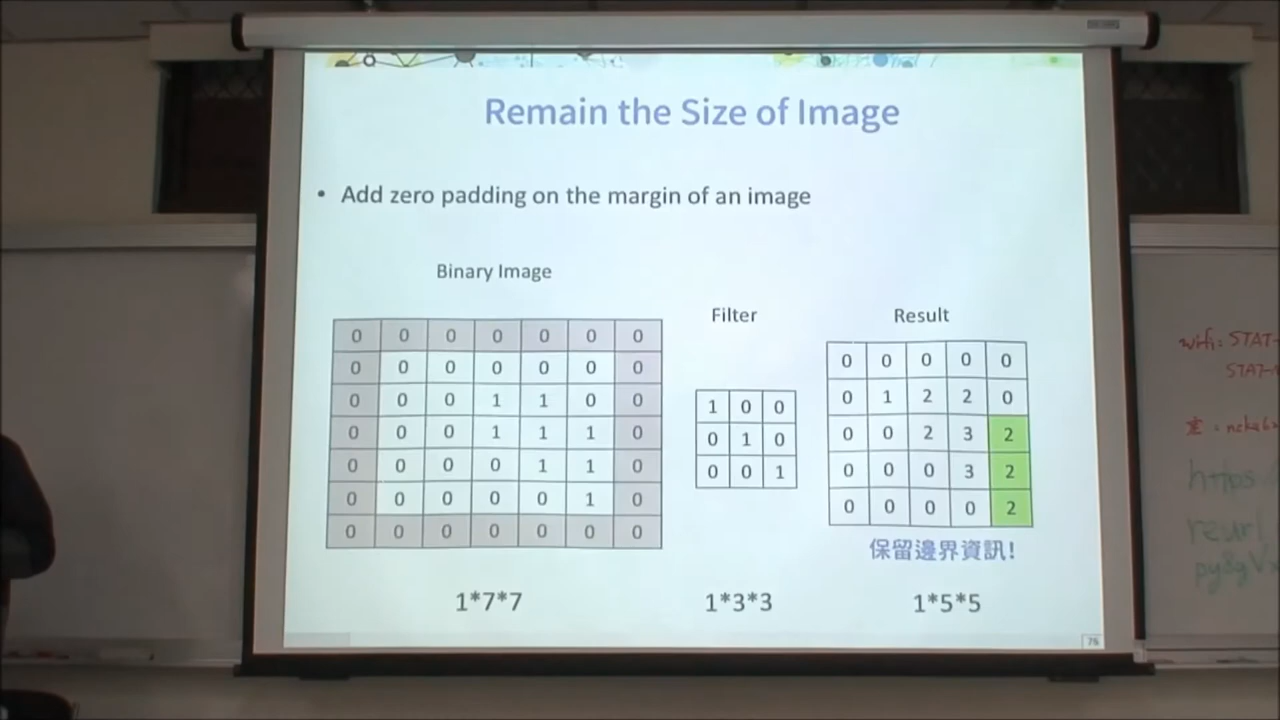 Remain the Size of Image
• Add zero padding on the margin of an image
Binary Image
0 0 0 0 0 0 0
0 0 0 0 0 0 0
0 0 0 1 1 0 0
0 0 0 1 1 1 0
0 0 0 0 1 1 0
0 0 0 0 0 1 0
0 0 0 0 0 0 0
1*7*7
Filter
1 0 0
0 1 0
0 0 1
1*3*3
Result
0 0 0 0 0
0 1 2 2 0
0 0 2 3 2
0 0 0 3 2
0 0 0 0 2
保留邊界資訊!
1*5*5
76
wifi: STAT-
STAT-
https:
reurl